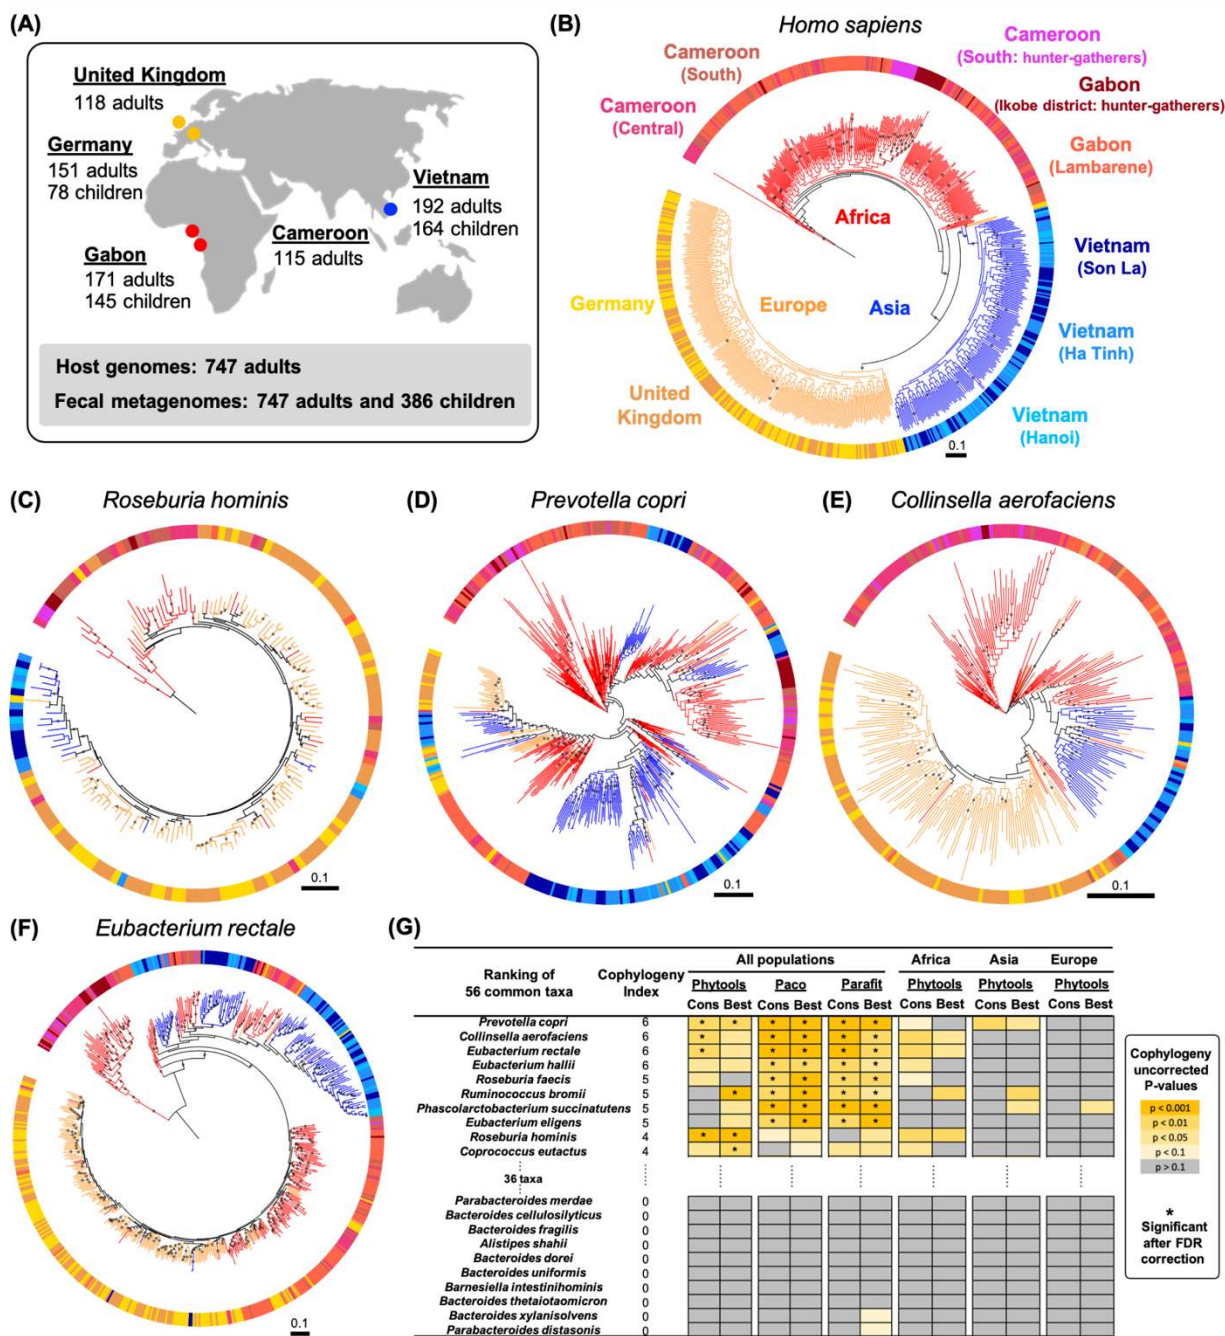 (A)
United Kingdom
118 adults
Germany
151 adults
78 children
Vietnam
192 adults
164 children
Cameroon
115 adults
Gabon
171 adults
145 children
Host genomes: 747 adults
Fecal metagenomes: 747 adults and 386 children
(B)
Homo sapiens
Cameroon
(South)
Cameroon
(South: hunter-gatherers)
Gabon
(Ikobe district: hunter-gatherers)
Cameroon
(Central)
Gabon
(Lambarene)
Africa
Vietnam
(Son La)
Germany
Europe
Asia
Vietnam
(Ha Tinh)
United
Kingdom
Vietnam
(Hanoi)
0.1
(C)
Roseburia hominis
0.1
(D)
Prevotella copri
0.1
(E)
Collinsella aerofaciens
0.1
(F)
Eubacterium rectale
0.1
(G)
Ranking of
56 common taxa
Cophylogeny
Index
All populations
Africa
Asia
Europe
Phytools Paco Parafit Phytools Phytools Phytools
Cons Best Cons Best Cons Best Cons Best Cons Best Cons Best
Prevotella copri 6 * * * * * *
Collinsella aerofaciens 6 * * * * *
Eubacterium rectale 6 * * * * *
Eubacterium hallii 6 * * * *
Roseburia faecis 5 * * * *
Ruminococcus bromii 5 * * * * *
Phascolarctobacterium succinatutens 5 * * * *
Eubacterium eligens 5 * * * *
Roseburia hominis 4 * *
Coprococcus eutactus 4 *
36 taxa
Parabacteroides merdae 0
Bacteroides cellulosilyticus 0
Bacteroides fragilis 0
Alistipes shahii 0
Bacteroides dorei 0
Bacteroides uniformis 0
Barnesiella intestinihominis 0
Bacteroides thetaiotaomicron 0
Bacteroides xylanisolvens 0
Parabacteroides distasonis 0
Cophylogeny
uncorrected
P-values
p < 0.001
p < 0.01
p < 0.05
p < 0.1
p > 0.1
*
Significant
after FDR
correction